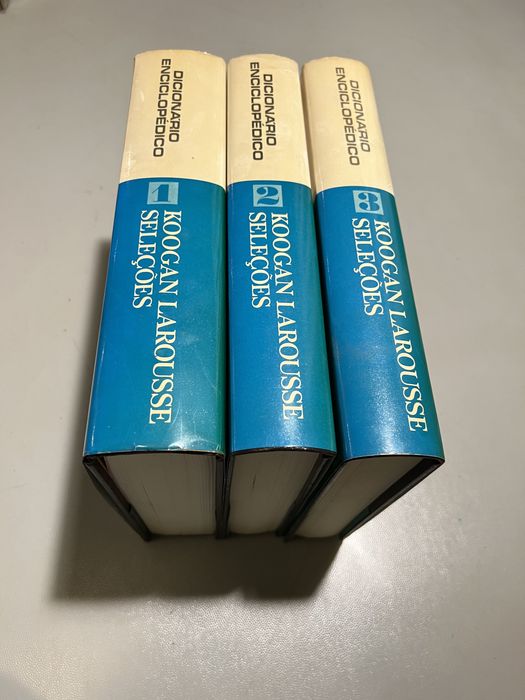 DICIONÁRIO
ENCICLOPÉDICO
1
KOOGAN LAROUSSE
SELEÇÕES
DICIONÁRIO
ENCICLOPÉDICO
2
KOOGAN LAROUSSE
SELEÇÕES
DICIONÁRIO
ENCICLOPÉDICO
3
KOOGAN LAROUSSE
SELEÇÕES